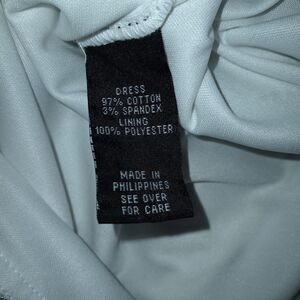 DRESS
97% COTTON
3% SPANDEX
LINING
100% POLYESTER
MADE IN
PHILIPPINES
SEE OVER
FOR CARE